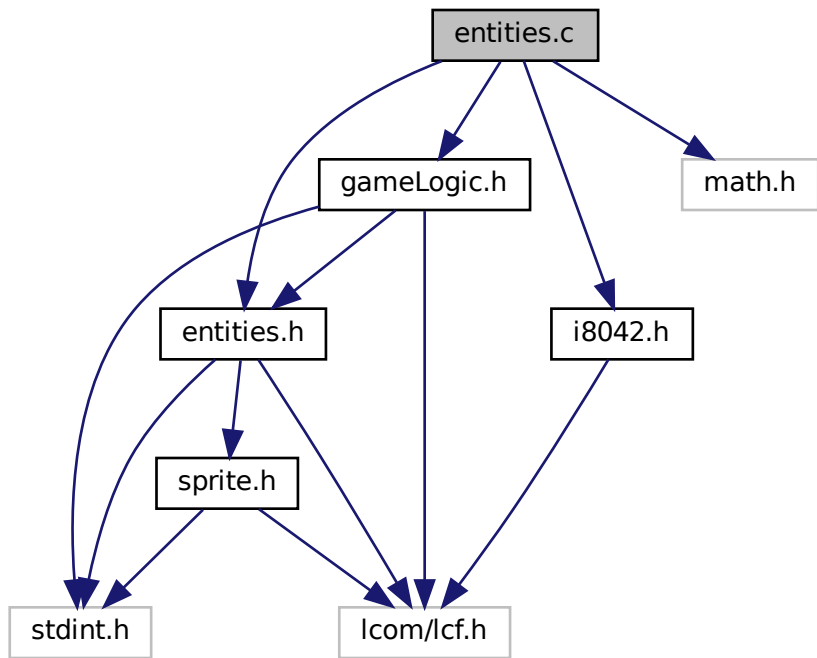 entities.c
gameLogic.h
math.h
entities.h
i8042.h
sprite.h
stdint.h
lcom/lcf.h